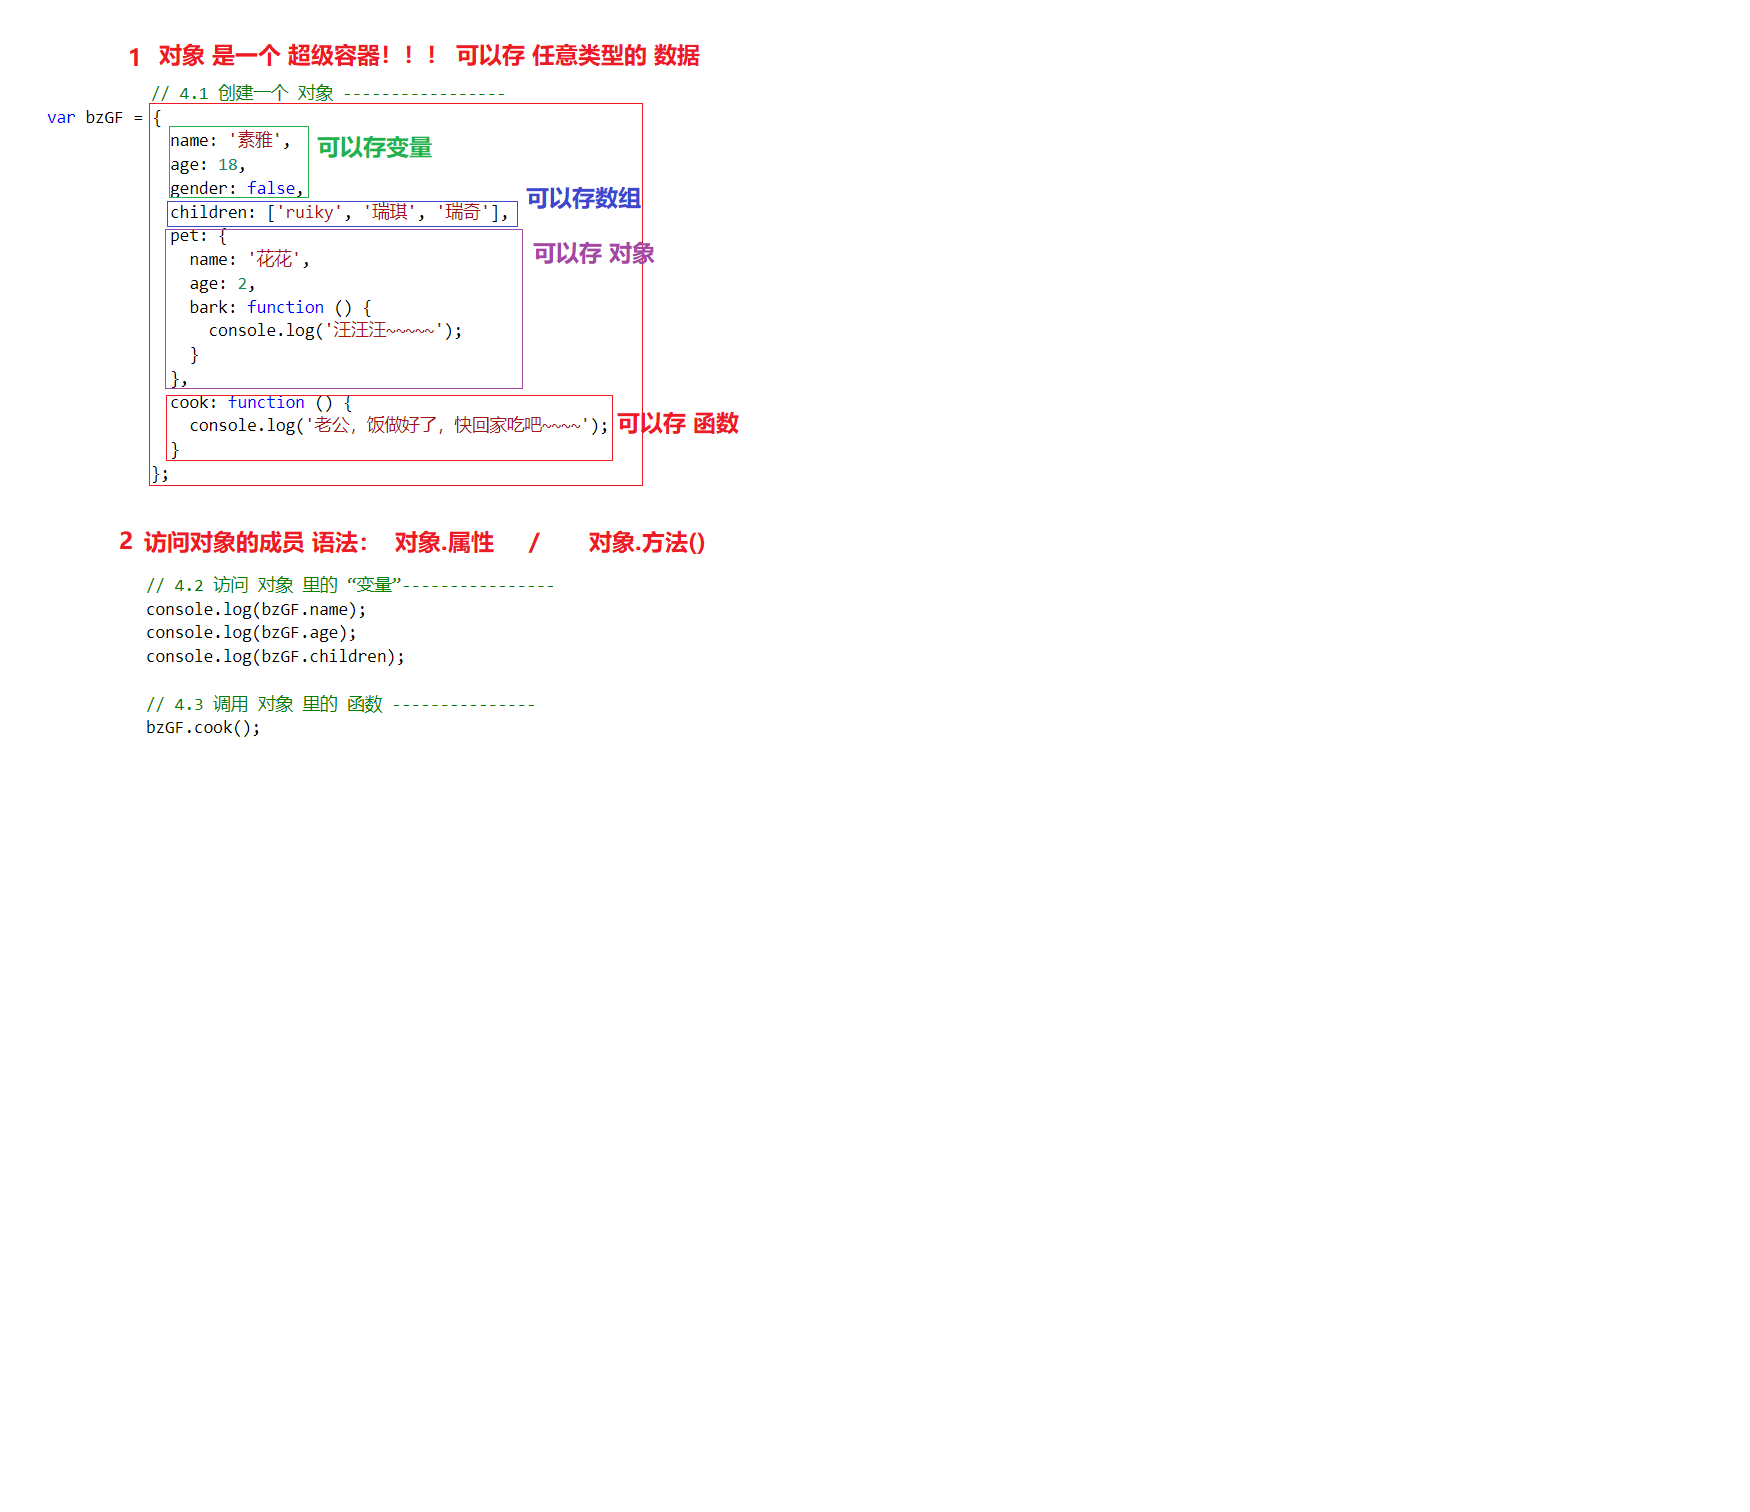 1 对象 是一个 超级容器！！！ 可以存 任意类型的 数据
// 4.1 创建一个 对象 -----------------
var bzGF = {
name: '素雅',
可以存变量
age: 18,
gender: false,
可以存数组
children: ['ruiky', '瑞琪', '瑞奇'],
pet: {
可以存 对象
name: '花花',
age: 2,
bark: function () {
console.log('汪汪汪~~~~~');
}
},
cook: function () {
console.log('老公，饭做好了，快回家吃吧~~~~');
可以存 函数
}
};
2 访问对象的成员 语法： 对象.属性 / 对象.方法()
// 4.2 访问 对象 里的 “变量”----------------
console.log(bzGF.name);
console.log(bzGF.age);
console.log(bzGF.children);
// 4.3 调用 对象 里的 函数 ---------------
bzGF.cook();